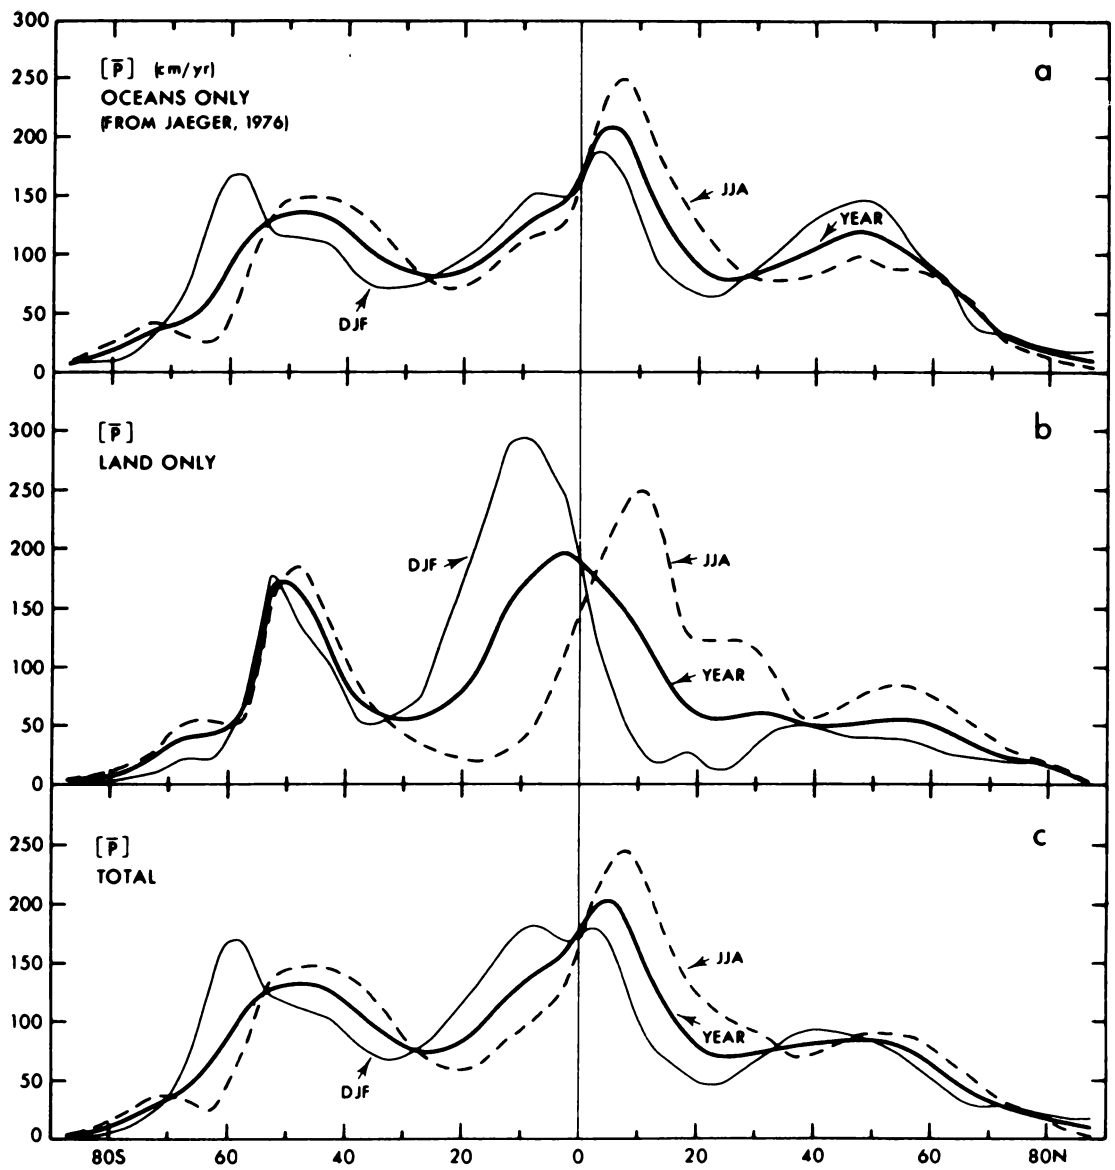 300
[P̅] (cm/yr)
a
250
OCEANS ONLY
(FROM JAEGER, 1976)
200
JJA
150
YEAR
100
DJF
50
0
[P̅]
b
300
LAND ONLY
250
DJF
JJA
200
150
YEAR
100
50
0
[P̅]
c
250
TOTAL
200
JJA
150
YEAR
100
DJF
50
0
80S 60 40 20 0 20 40 60 80N